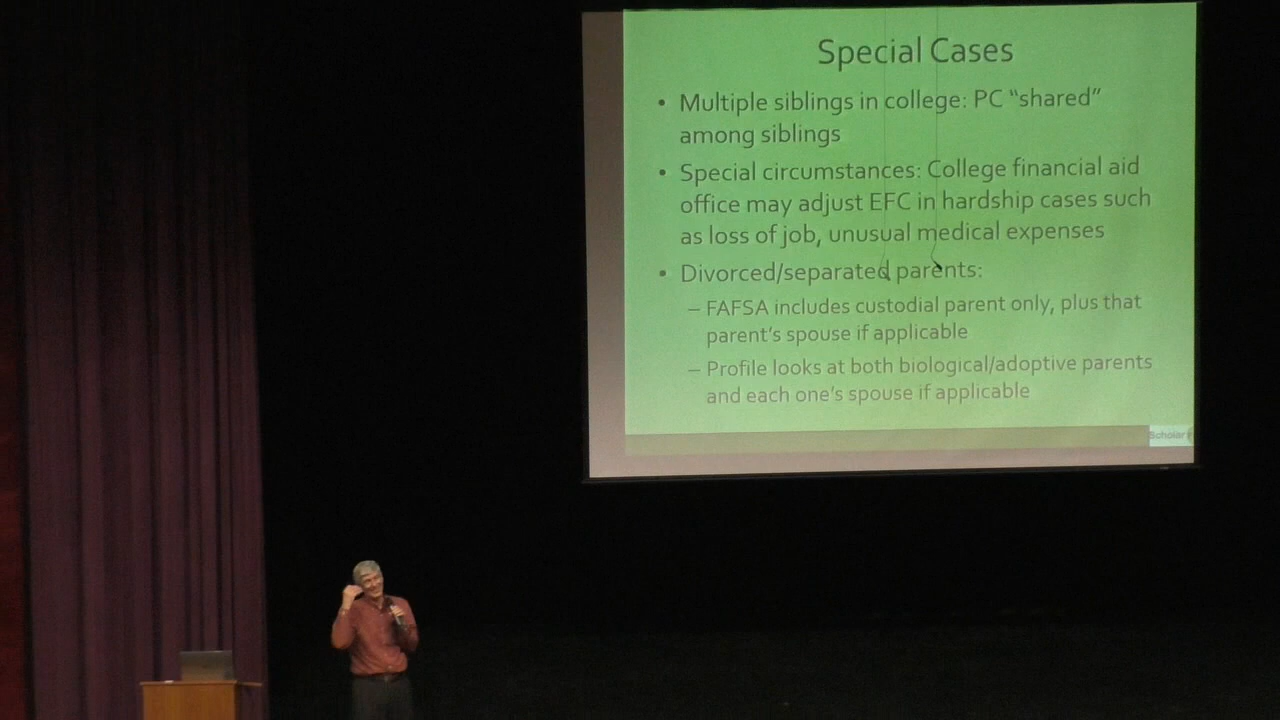 Special Cases
• Multiple siblings in college: PC “shared”
among siblings
• Special circumstances: College financial aid
office may adjust EFC in hardship cases such
as loss of job, unusual medical expenses
• Divorced/separated parents:
– FAFSA includes custodial parent only, plus that
parent’s spouse if applicable
– Profile looks at both biological/adoptive parents
and each one’s spouse if applicable
Scholar